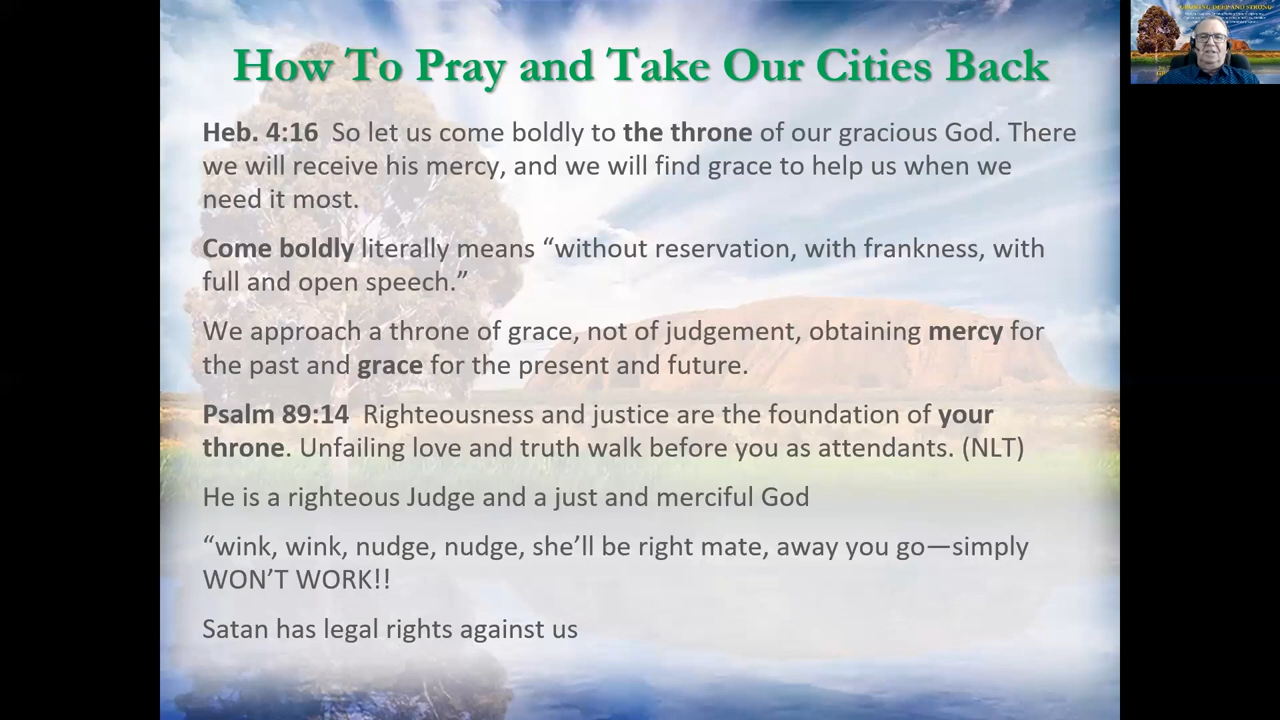 How To Pray and Take Our Cities Back
Heb. 4:16 So let us come boldly to the throne of our gracious God. There
we will receive his mercy, and we will find grace to help us when we
need it most.
Come boldly literally means “without reservation, with frankness, with
full and open speech.”
We approach a throne of grace, not of judgement, obtaining mercy for
the past and grace for the present and future.
Psalm 89:14 Righteousness and justice are the foundation of your
throne. Unfailing love and truth walk before you as attendants. (NLT)
He is a righteous Judge and a just and merciful God
“wink, wink, nudge, nudge, she’ll be right mate, away you go—simply
WON’T WORK!!
Satan has legal rights against us
GROWING DEEP AND STRONG